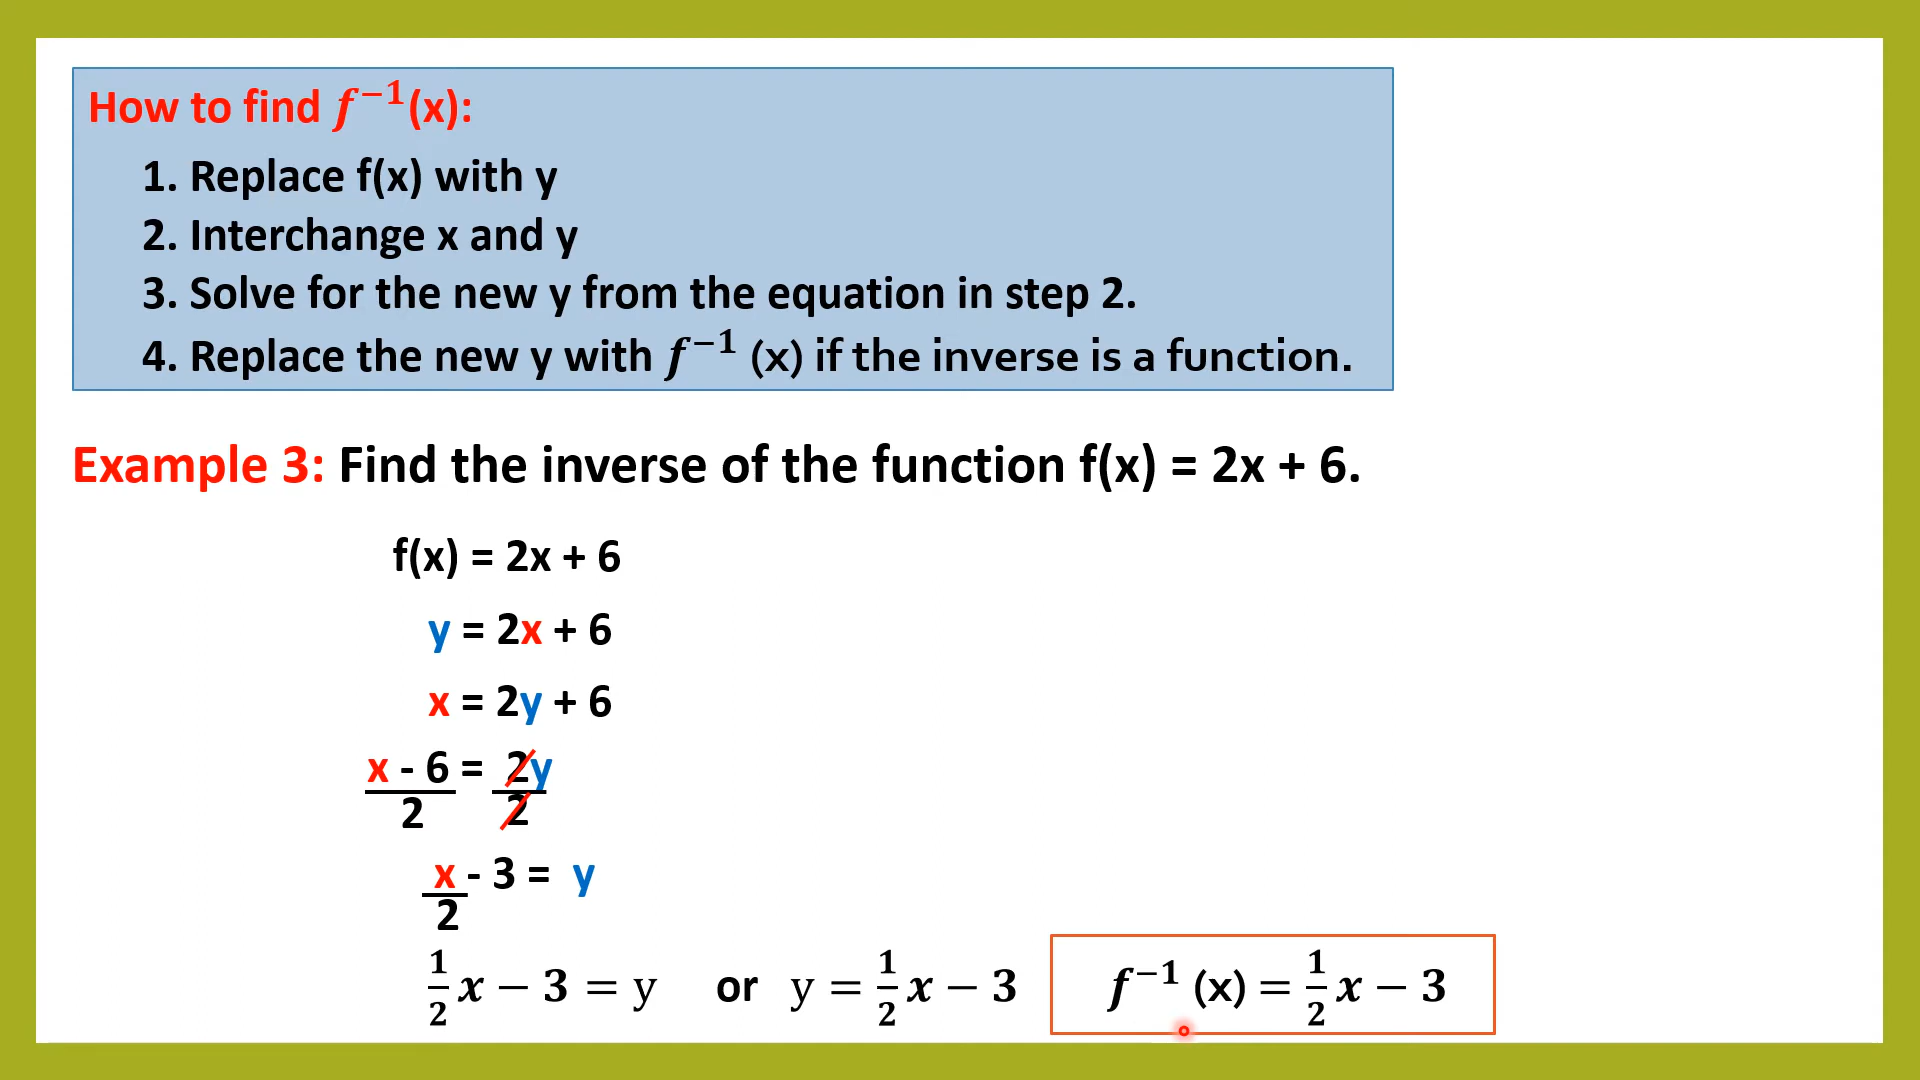 How to find f⁻¹(x):
1. Replace f(x) with y
2. Interchange x and y
3. Solve for the new y from the equation in step 2.
4. Replace the new y with f⁻¹ (x) if the inverse is a function.
Example 3: Find the inverse of the function f(x) = 2x + 6.
f(x) = 2x + 6
y = 2x + 6
x = 2y + 6
x - 6 = 2y
2 2
x - 3 = y
2
1/2 x − 3 = y or y = 1/2 x − 3 f⁻¹ (x) = 1/2 x − 3